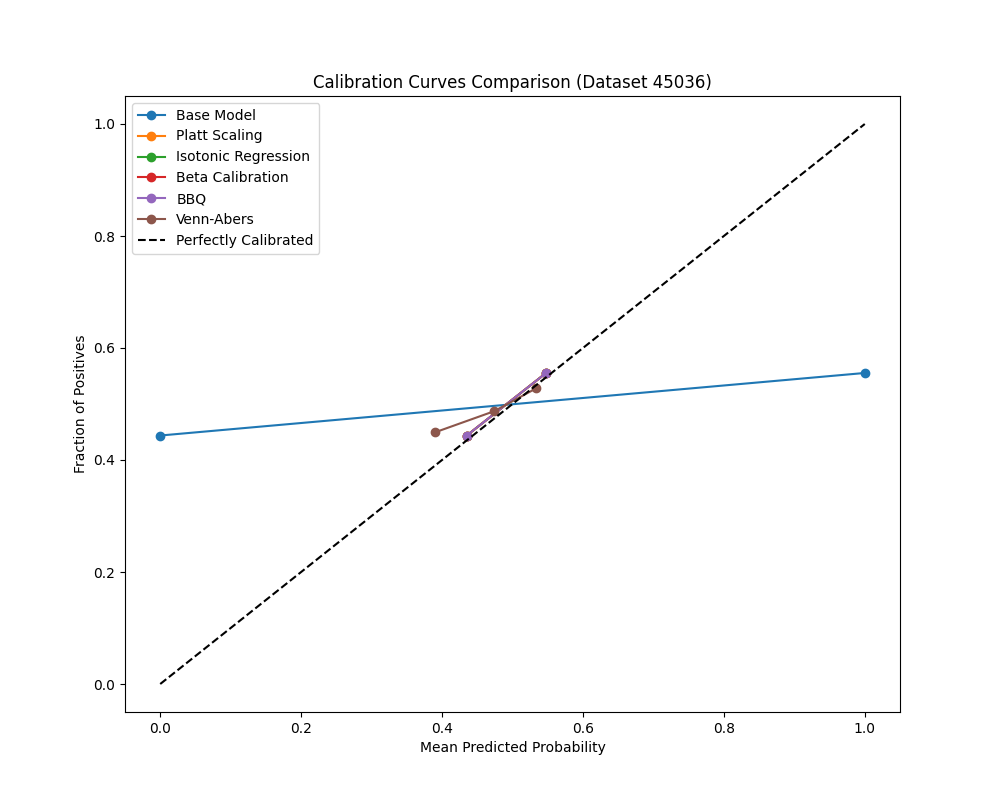 Calibration Curves Comparison (Dataset 45036)
Base Model
Platt Scaling
Isotonic Regression
Beta Calibration
BBQ
Venn-Abers
Perfectly Calibrated
Fraction of Positives
1.0
0.8
0.6
0.4
0.2
0.0
0.0 0.2 0.4 0.6 0.8 1.0
Mean Predicted Probability